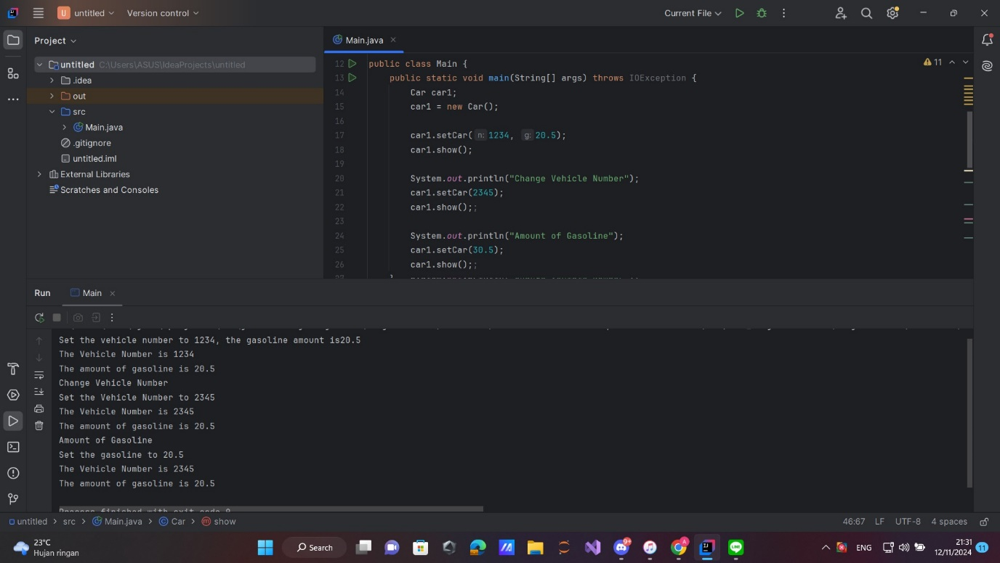 U untitled Version control Current File
Project
Main.java
untitled C:\Users\ASUS\IdeaProjects\untitled
.idea
out
src
Main.java
.gitignore
untitled.iml
External Libraries
Scratches and Consoles
11
12 public class Main {
13 public static void main(String[] args) throws IOException {
14 Car car1;
15 car1 = new Car();
16
17 car1.setCar( n: 1234, g: 20.5);
18 car1.show();
19
20 System.out.println("Change Vehicle Number");
21 car1.setCar(2345);
22 car1.show();;
23
24 System.out.println("Amount of Gasoline");
25 car1.setCar(30.5);
26 car1.show();;
Run Main
Set the vehicle number to 1234, the gasoline amount is20.5
The Vehicle Number is 1234
The amount of gasoline is 20.5
Change Vehicle Number
Set the Vehicle Number to 2345
The Vehicle Number is 2345
The amount of gasoline is 20.5
Amount of Gasoline
Set the gasoline to 20.5
The Vehicle Number is 2345
The amount of gasoline is 20.5
Process finished with exit code 0
untitled > src > Main.java > Car > show
46:67 LF UTF-8 4 spaces
23°C
Hujan ringan
Search
ENG
21:31
12/11/2024
11